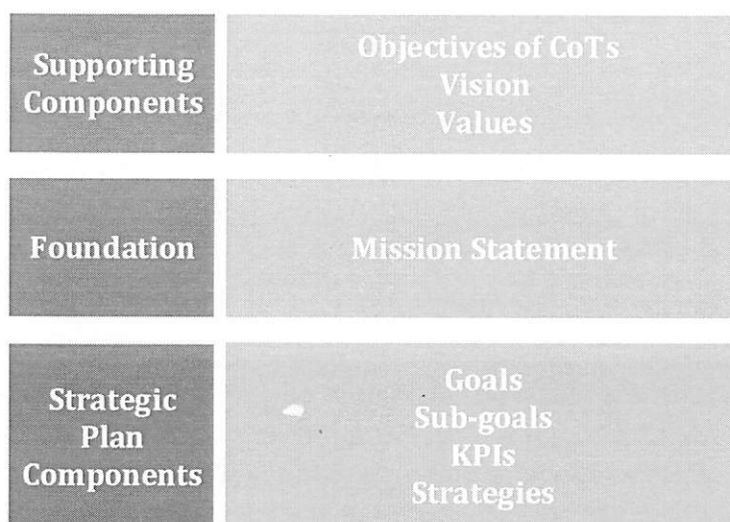 Supporting
Components
Objectives of CoTs
Vision
Values
Foundation
Mission Statement
Strategic
Plan
Components
Goals
Sub-goals
KPIs
Strategies